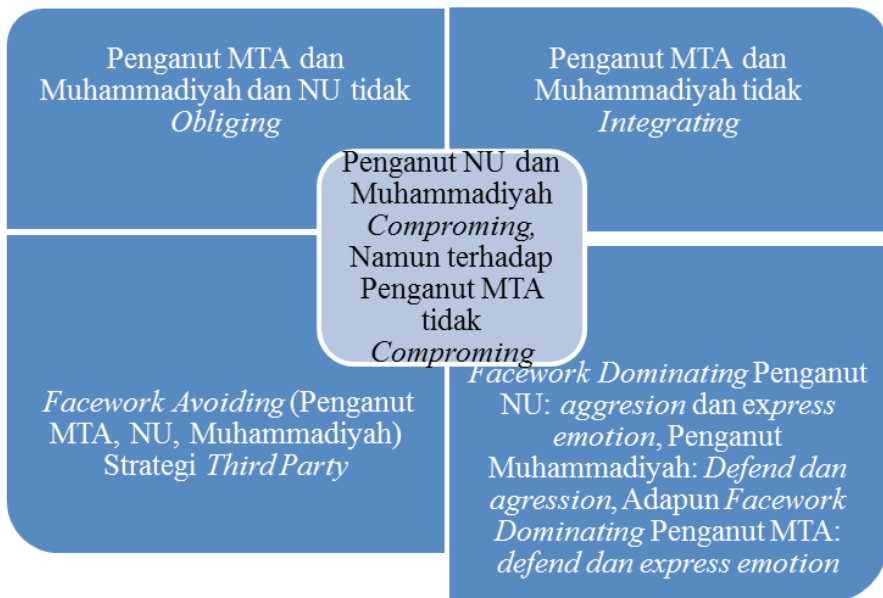 Penganut MTA dan
Muhammadiyah dan NU tidak
Obliging
Penganut MTA dan
Muhammadiyah tidak
Integrating
Penganut NU dan
Muhammadiyah
Comproming,
Namun terhadap
Penganut MTA
tidak
Comproming
Facework Avoiding (Penganut
MTA, NU, Muhammadiyah)
Strategi Third Party
Facework Dominating Penganut
NU: aggresion dan express
emotion, Penganut
Muhammadiyah: Defend dan
agression, Adapun Facework
Dominating Penganut MTA:
defend dan express emotion